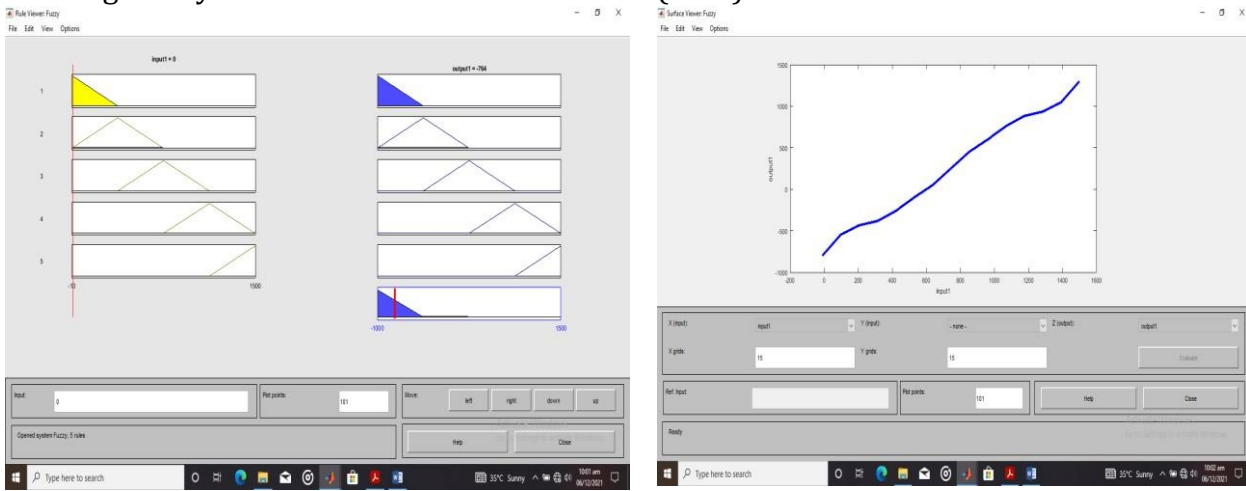 Rule Viewer: Fuzzy
File Edit View Options
input1 = 0
output1 = -764
1
2
3
4
5
-10
1500
-1000
1500
Input:
0
Plot points:
101
Move:
left
right
down
up
Opened system Fuzzy, 5 rules
Help
Close
Type here to search
35°C Sunny
10:01 am
06/12/2021
Surface Viewer: Fuzzy
File Edit View Options
1500
1000
500
0
-500
-1000
output1
-200 0 200 400 600 800 1000 1200 1400 1600
input1
X (input):
input1
Y (input):
- none -
Z (output):
output1
X grids:
15
Y grids:
15
Evaluate
Ref. Input:
Plot points:
101
Help
Close
Ready
Type here to search
35°C Sunny
10:02 am
06/12/2021